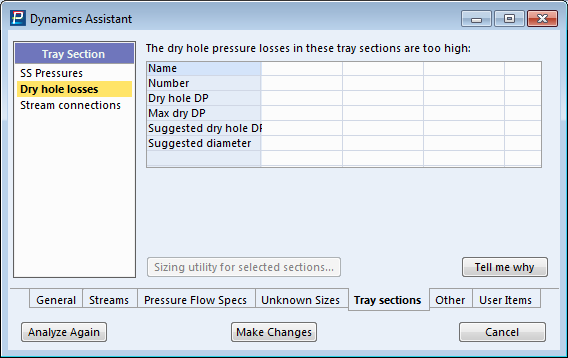 Dynamics Assistant
Tray Section
SS Pressures
Dry hole losses
Stream connections
The dry hole pressure losses in these tray sections are too high:
Name
Number
Dry hole DP
Max dry DP
Suggested dry hole DP
Suggested diameter
Sizing utility for selected sections...
Tell me why
General Streams Pressure Flow Specs Unknown Sizes Tray sections Other User Items
Analyze Again Make Changes Cancel